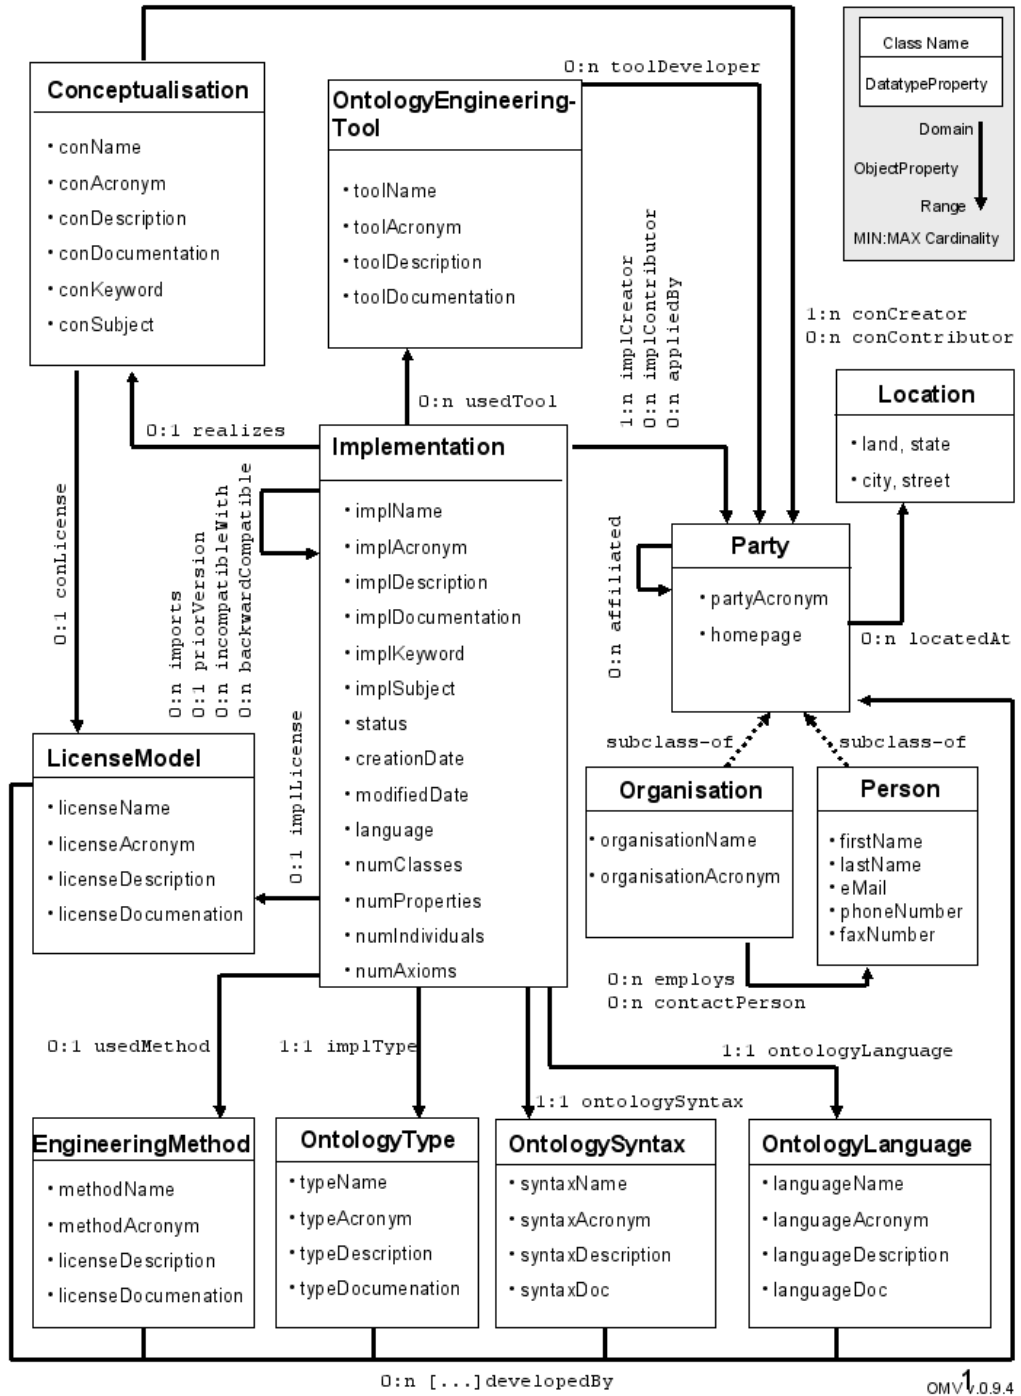 Class Name
DatatypeProperty
Domain
ObjectProperty
Range
MIN:MAX Cardinality
Conceptualisation
• conName
• conAcronym
• conDescription
• conDocumentation
• conKeyword
• conSubject
0:n toolDeveloper
OntologyEngineering-
Tool
• toolName
• toolAcronym
• toolDescription
• toolDocumentation
1:n implCreator
0:n implContributor
0:n appliedBy
1:n conCreator
0:n conContributor
Location
• land, state
• city, street
0:n usedTool
0:1 realizes
0:1 conLicense
Implementation
• implName
• implAcronym
• implDescription
• implDocumentation
• implKeyword
• implSubject
• status
• creationDate
• modifiedDate
• language
• numClasses
• numProperties
• numIndividuals
• numAxioms
0:n imports
0:1 priorVersion
0:n incompatibleWith
0:n backwardCompatible
0:n affiliated
Party
• partyAcronym
• homepage
0:n locatedAt
subclass-of
subclass-of
LicenseModel
• licenseName
• licenseAcronym
• licenseDescription
• licenseDocumenation
0:1 implLicense
Organisation
• organisationName
• organisationAcronym
Person
• firstName
• lastName
• eMail
• phoneNumber
• faxNumber
0:n employs
0:n contactPerson
0:1 usedMethod
1:1 implType
1:1 ontologyLanguage
1:1 ontologySyntax
EngineeringMethod
• methodName
• methodAcronym
• licenseDescription
• licenseDocumenation
OntologyType
• typeName
• typeAcronym
• typeDescription
• typeDocumenation
OntologySyntax
• syntaxName
• syntaxAcronym
• syntaxDescription
• syntaxDoc
OntologyLanguage
• languageName
• languageAcronym
• languageDescription
• languageDoc
0:n [...]developedBy
1
OMV v.0.9.4